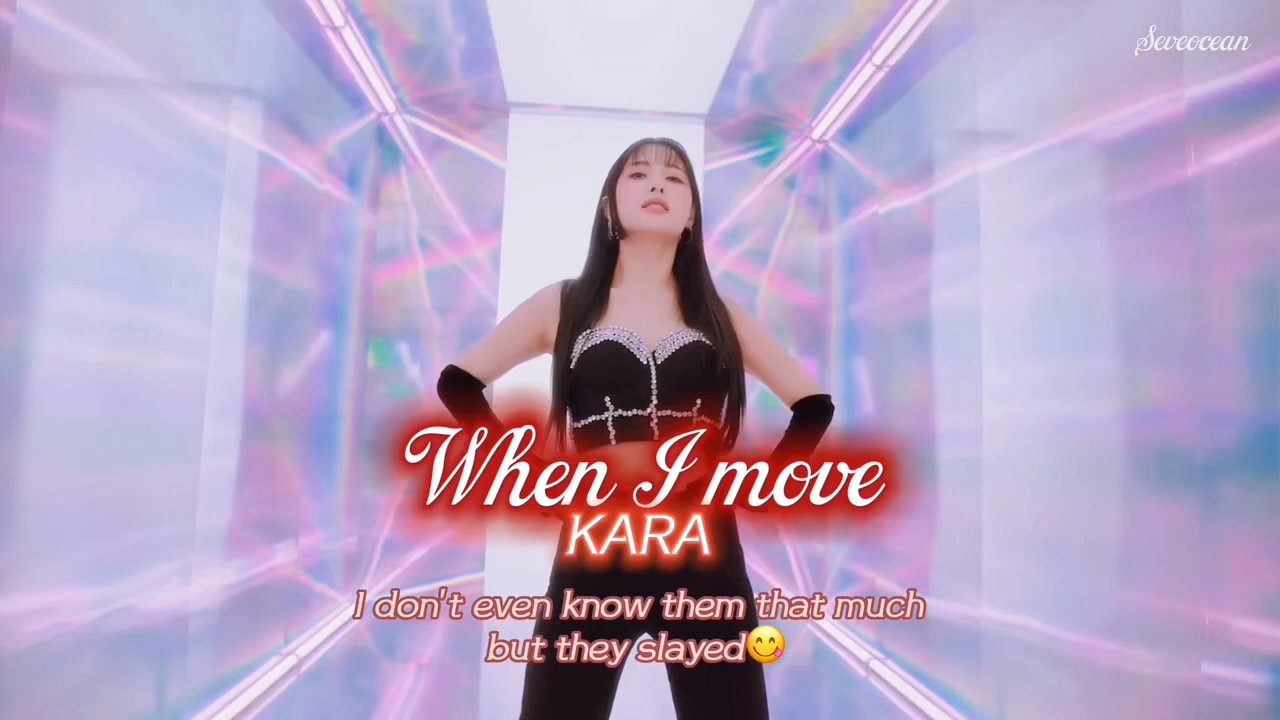 Seveocean
When I move
KARA
I don't even know them that much
but they slayed😋